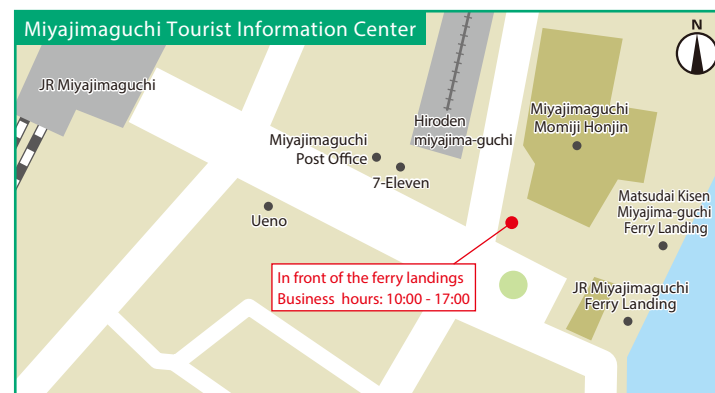 Miyajimaguchi Tourist Information Center
N
JR Miyajimaguchi
Hiroden
miyajima-guchi
Miyajimaguchi
Momiji Honjin
Miyajimaguchi
Post Office
7-Eleven
Ueno
Matsudai Kisen
Miyajima-guchi
Ferry Landing
In front of the ferry landings
Business hours: 10:00 - 17:00
JR Miyajimaguchi
Ferry Landing